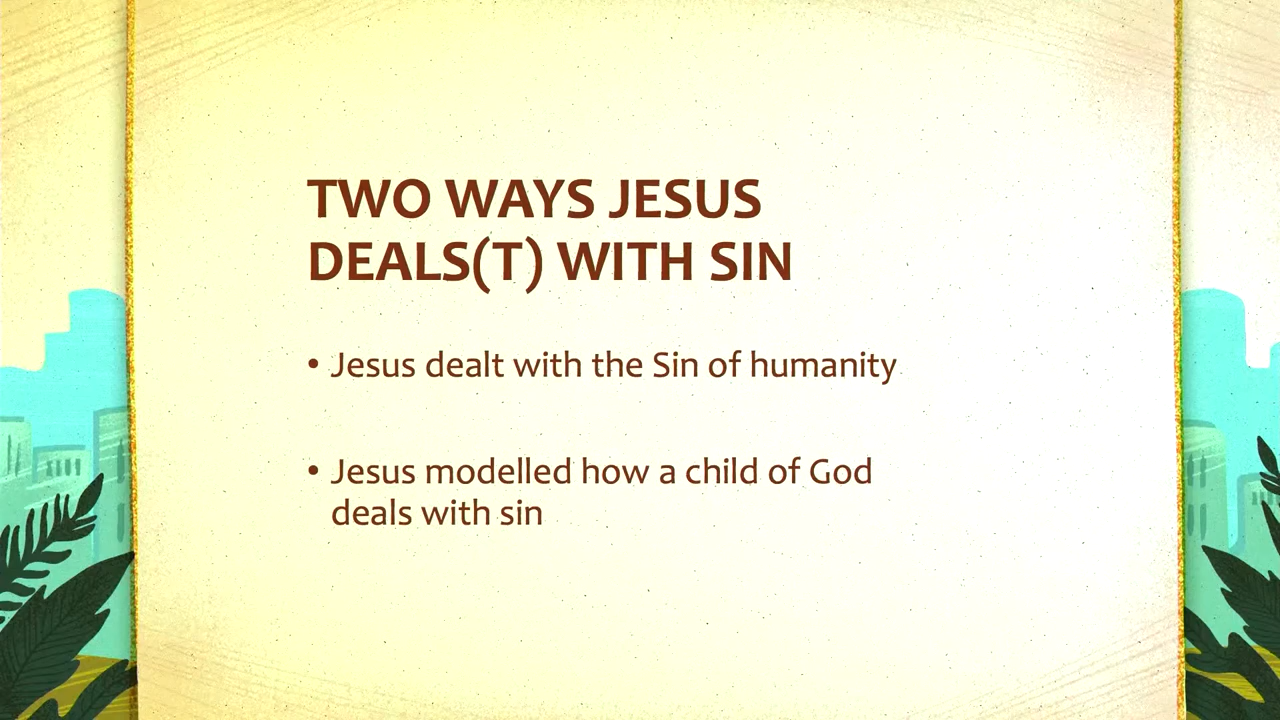 TWO WAYS JESUS
DEALS(T) WITH SIN
• Jesus dealt with the Sin of humanity
• Jesus modelled how a child of God
deals with sin